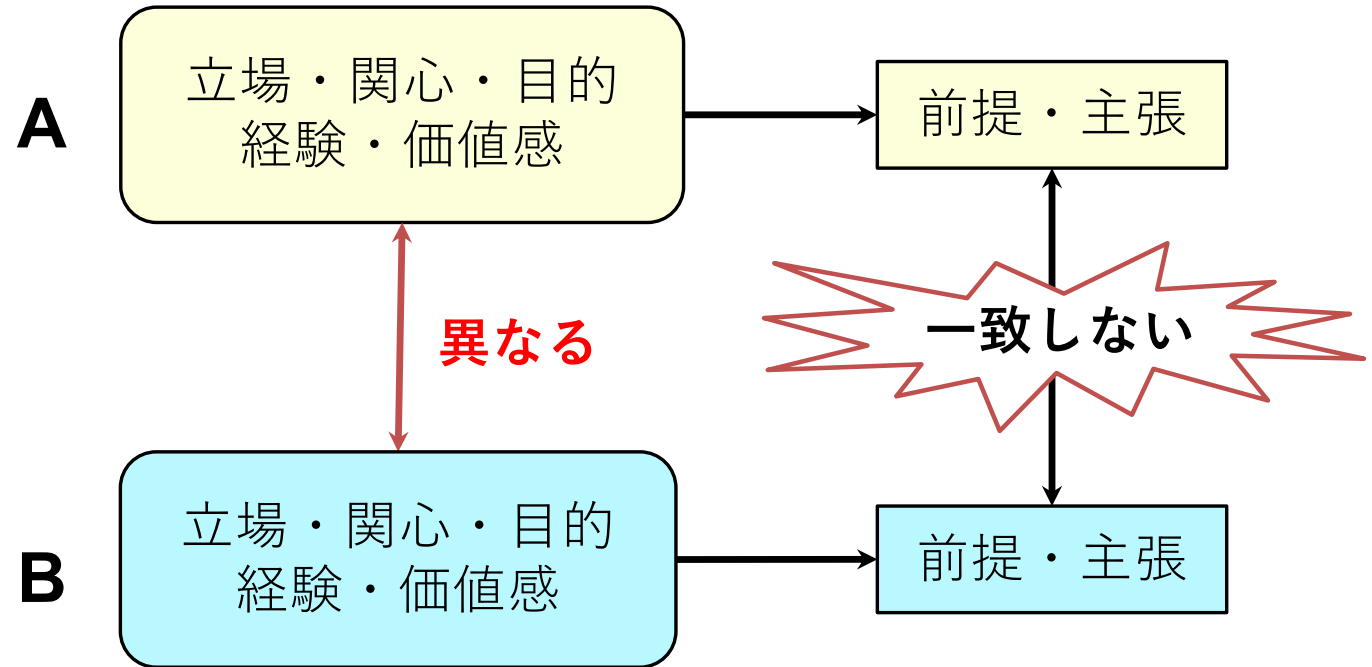 A
立場・関心・目的
経験・価値感
前提・主張
異なる
一致しない
B
立場・関心・目的
経験・価値感
前提・主張